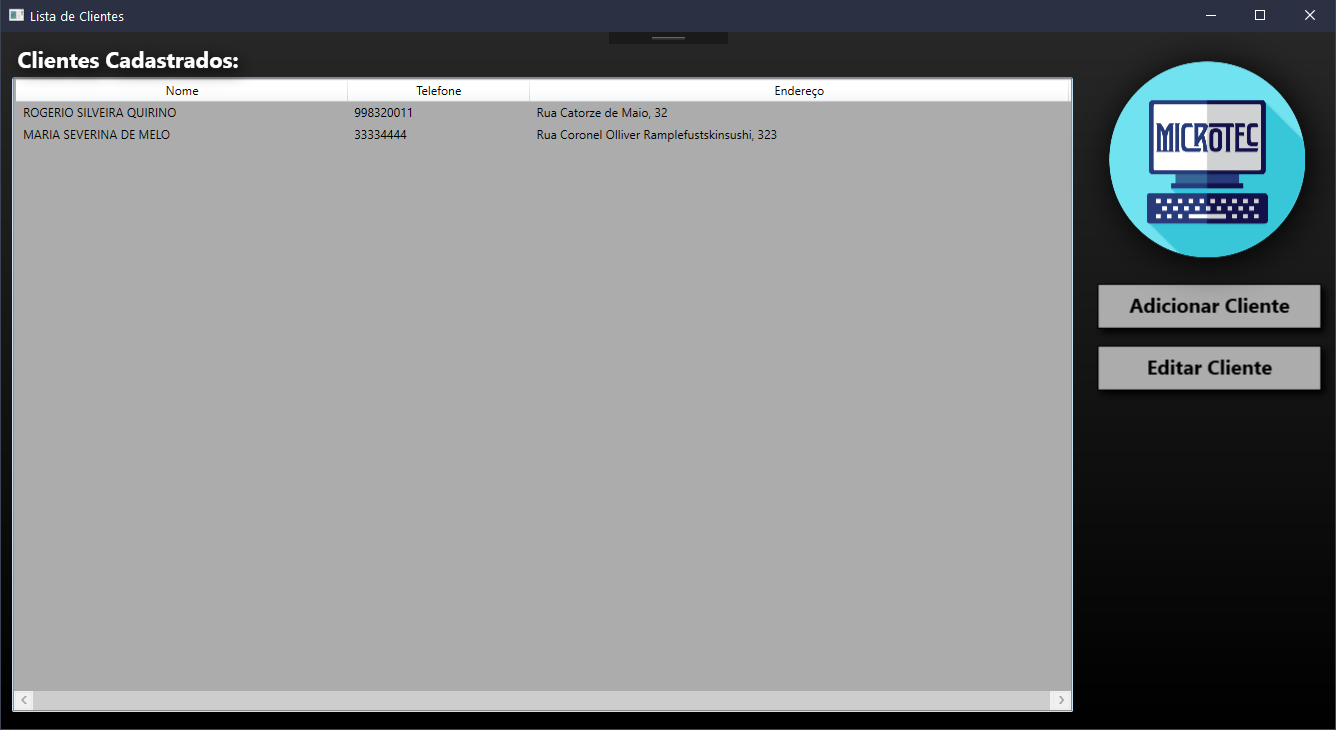 Lista de Clientes
Clientes Cadastrados:
Nome Telefone Endereço
ROGERIO SILVEIRA QUIRINO 998320011 Rua Catorze de Maio, 32
MARIA SEVERINA DE MELO 33334444 Rua Coronel Olliver Ramplefustskinsushi, 323
MICROTEC
Adicionar Cliente
Editar Cliente